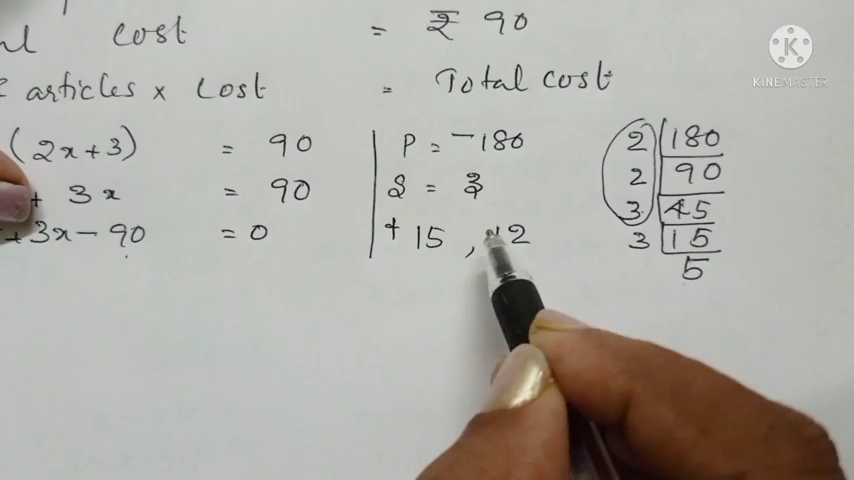 cost = ₹ 90
articles x cost = Total cost
(2x+3) = 90
+ 3x = 90
+3x - 90 = 0
P = -180
S = 3
+ 15 , 12
2 180
2 90
3 45
3 15
5
K
KINEMASTER